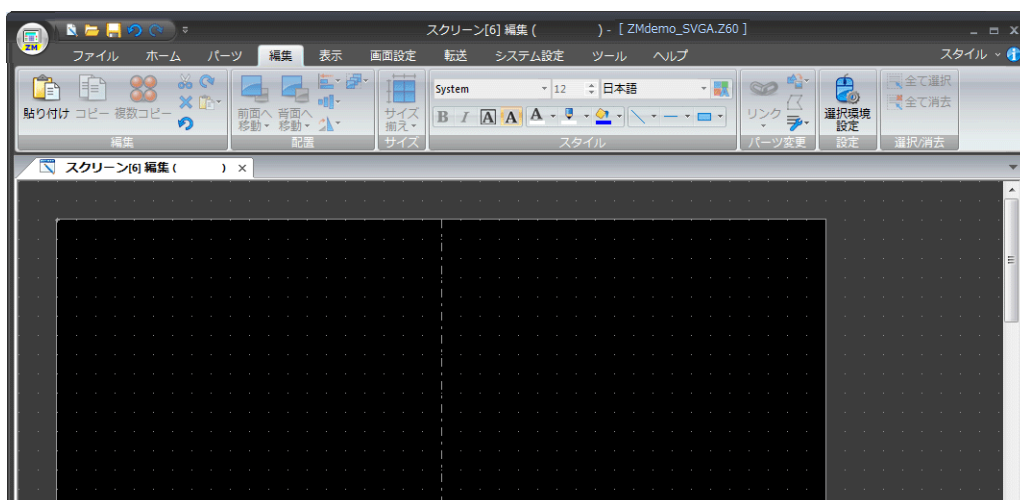 スクリーン[6] 編集 ( ) - [ ZMdemo_SVGA.Z60 ]
ZM
ファイル ホーム パーツ 編集 表示 画面設定 転送 システム設定 ツール ヘルプ スタイル
貼り付け コピー 複数コピー
前面へ移動 背面へ移動
サイズ揃え
System 12 日本語
B I A A A
リンク
選択環境設定
全て選択
全て消去
編集 配置 サイズ スタイル パーツ変更 設定 選択/消去
スクリーン[6] 編集 ( ) ×